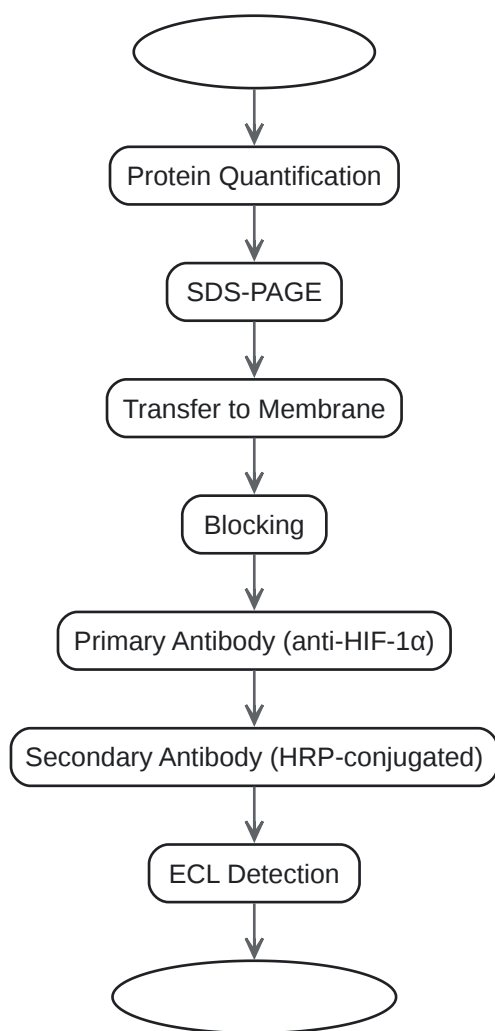 Protein Quantification
SDS-PAGE
Transfer to Membrane
Blocking
Primary Antibody (anti-HIF-1α)
Secondary Antibody (HRP-conjugated)
ECL Detection